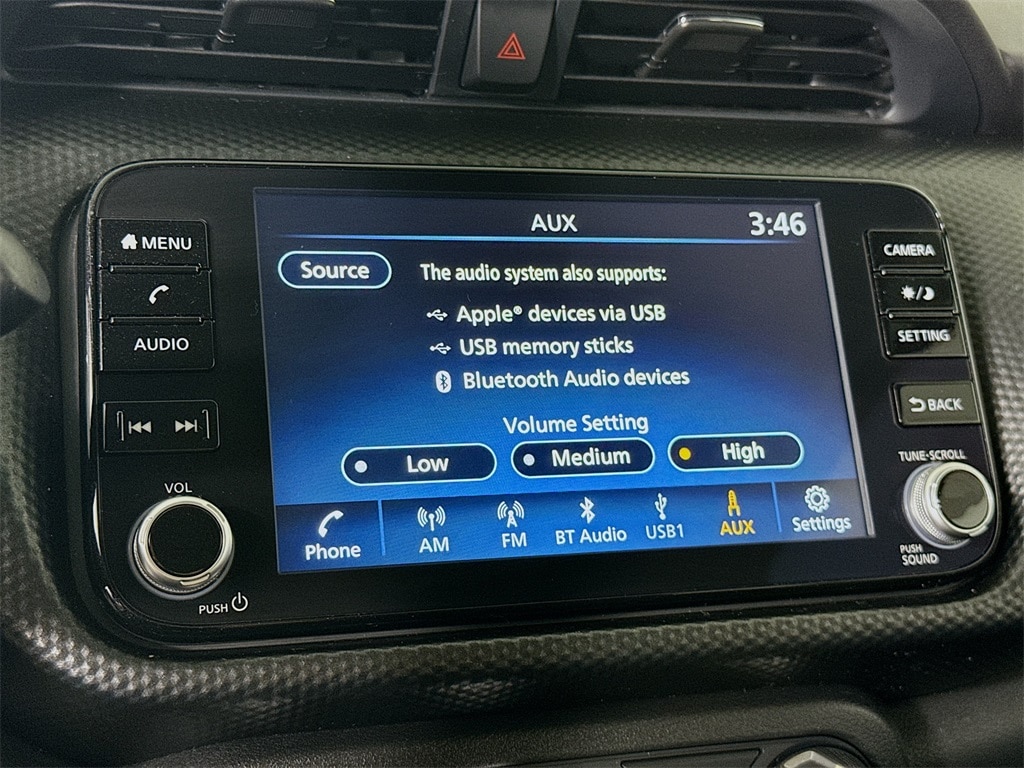 MENU
AUDIO
VOL
PUSH
AUX
3:46
Source
The audio system also supports:
Apple® devices via USB
USB memory sticks
Bluetooth Audio devices
Volume Setting
Low
Medium
High
Phone
AM
FM
BT Audio
USB1
AUX
Settings
CAMERA
SETTING
BACK
TUNE·SCROLL
PUSH
SOUND